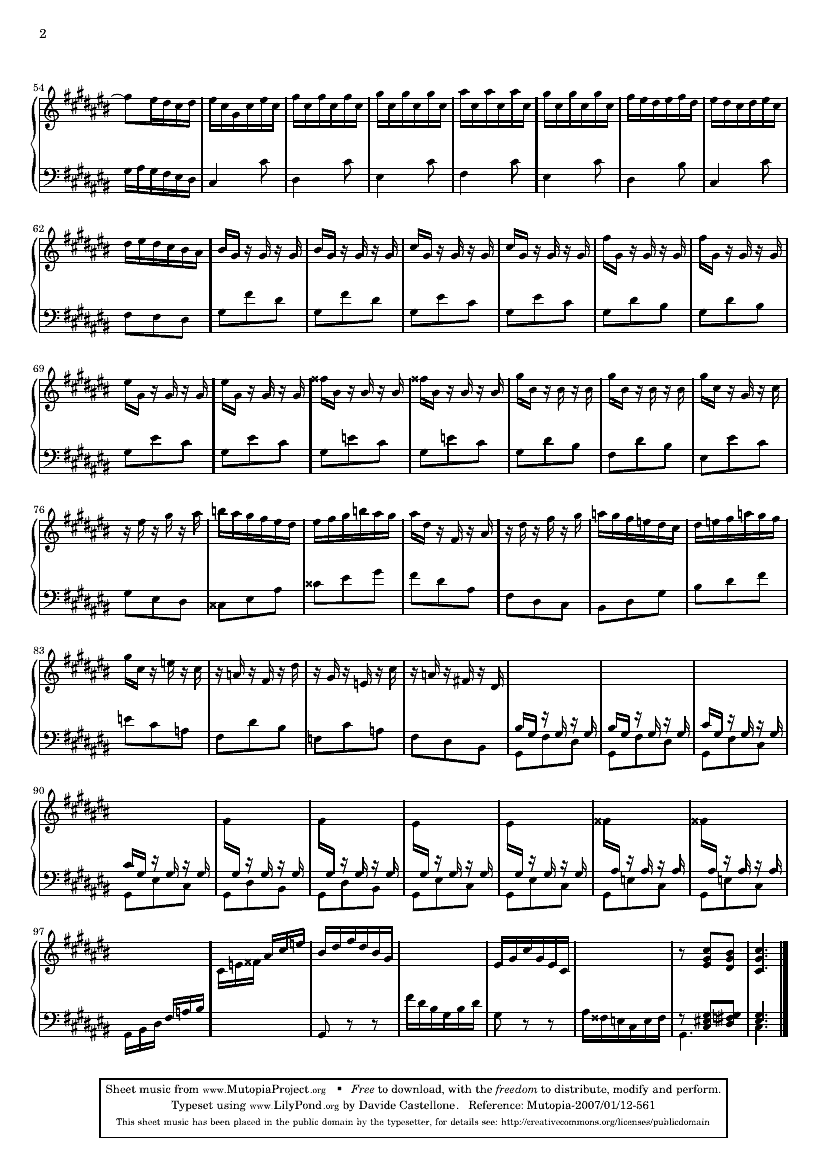 2
54
62
69
76
83
90
97
Sheet music from www.MutopiaProject.org ▪ Free to download, with the freedom to distribute, modify and perform.
Typeset using www.LilyPond.org by Davide Castellone. Reference: Mutopia-2007/01/12-561
This sheet music has been placed in the public domain by the typesetter, for details see: http://creativecommons.org/licenses/publicdomain